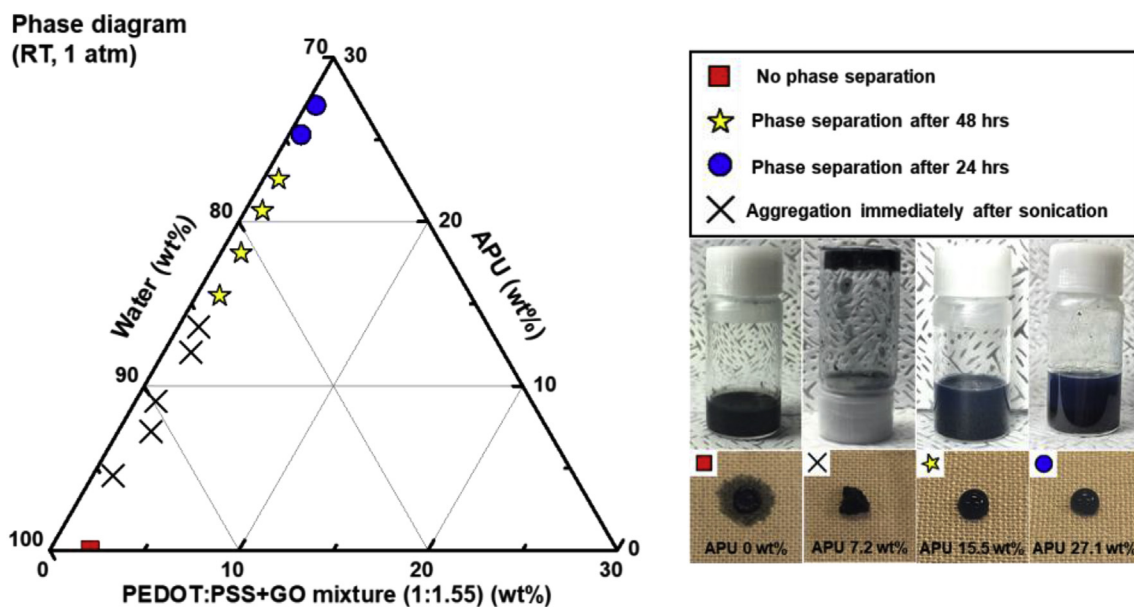 Phase diagram
(RT, 1 atm)
70
30
80
20
Water (wt%)
APU (wt%)
90
10
100
0
0
10
20
30
PEDOT:PSS+GO mixture (1:1.55) (wt%)
No phase separation
Phase separation after 48 hrs
Phase separation after 24 hrs
Aggregation immediately after sonication
APU 0 wt%
APU 7.2 wt%
APU 15.5 wt%
APU 27.1 wt%